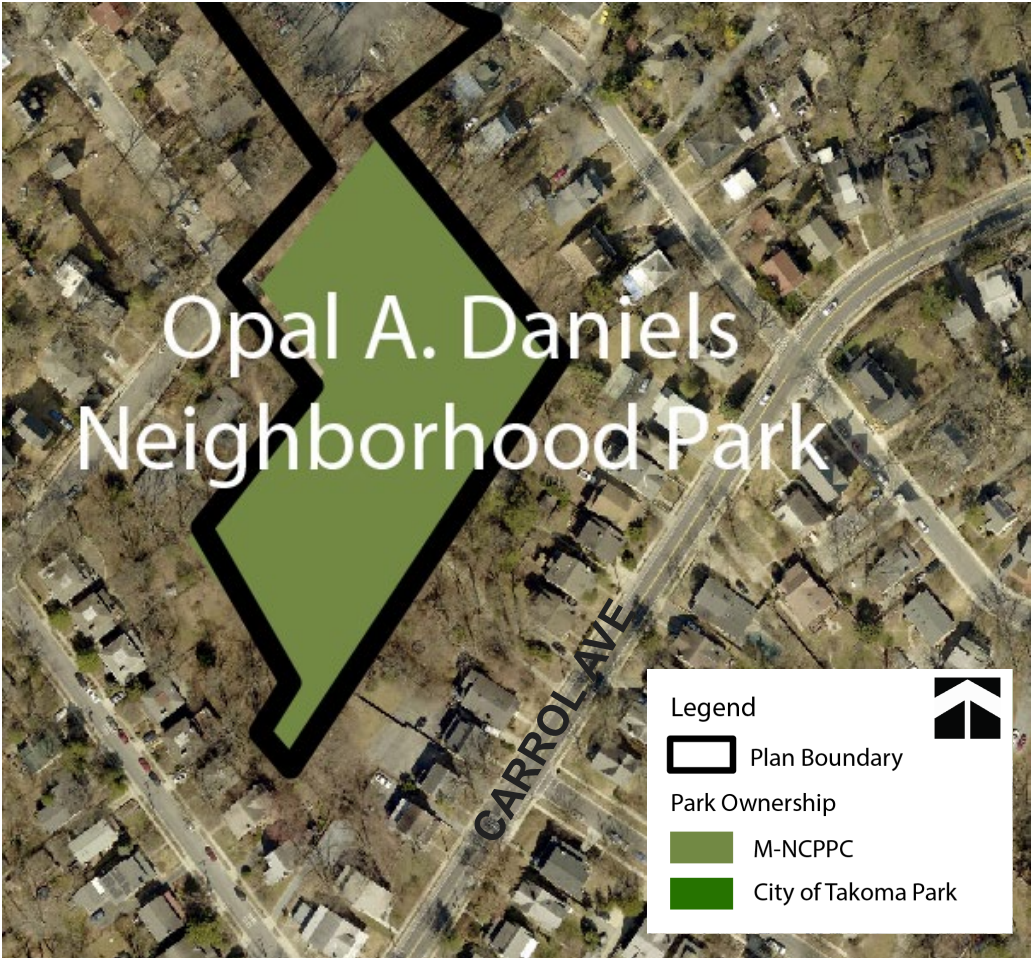 Opal A. Daniels
Neighborhood Park
CARROL AVE
Legend
Plan Boundary
Park Ownership
M-NCPPC
City of Takoma Park